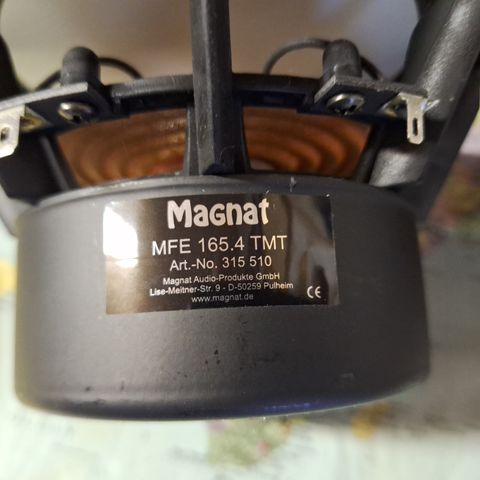 Magnat
MFE 165.4 TMT
Art.-No. 315 510
Magnat Audio-Produkte GmbH
Lise-Meitner-Str. 9 - D-50259 Pulheim
www.magnat.de
CE